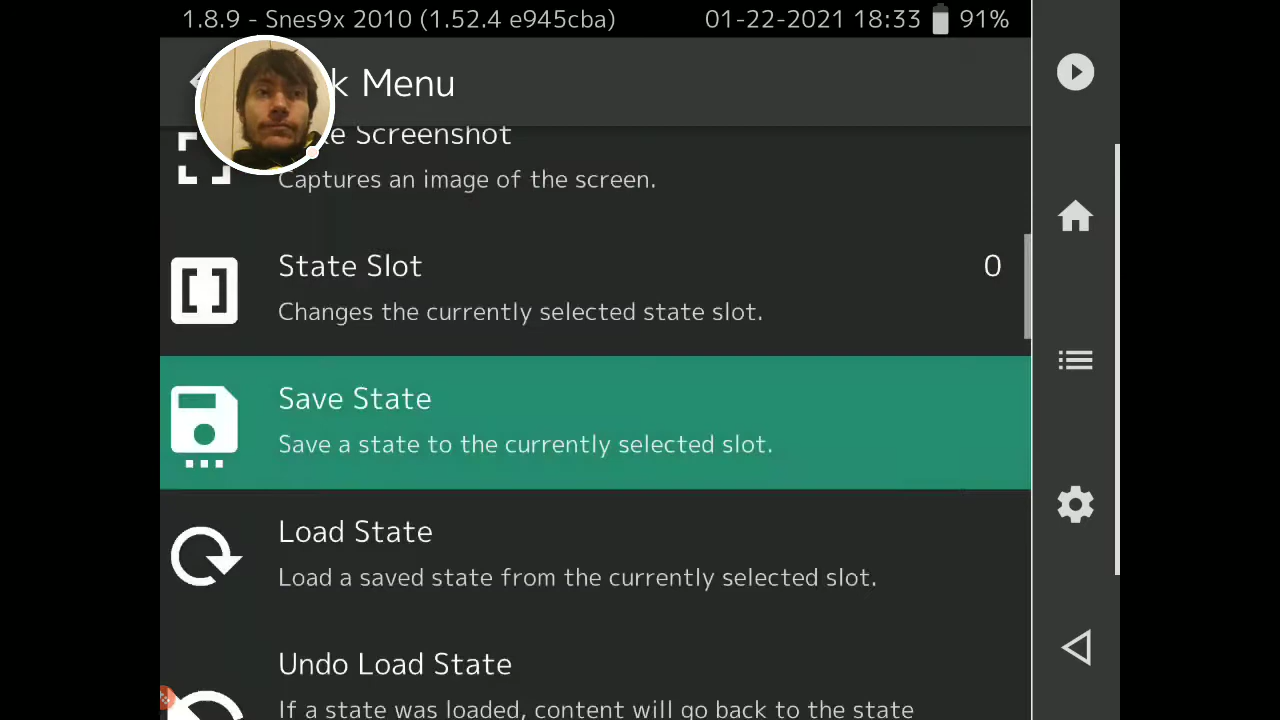 1.8.9 - Snes9x 2010 (1.52.4 e945cba) 01-22-2021 18:33 91%
k Menu
ke Screenshot
Captures an image of the screen.
State Slot 0
Changes the currently selected state slot.
Save State
Save a state to the currently selected slot.
Load State
Load a saved state from the currently selected slot.
Undo Load State
If a state was loaded, content will go back to the state